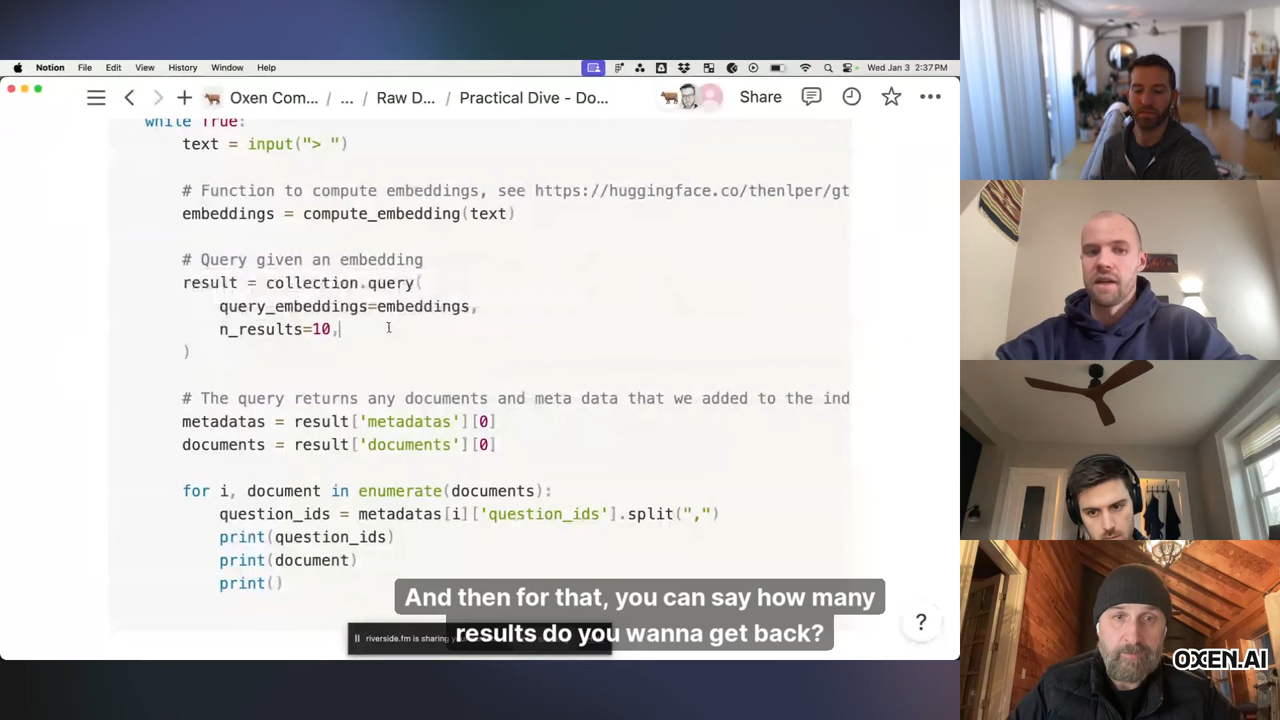 Notion File Edit View History Window Help Wed Jan 3 2:37 PM
Oxen Com... / ... / Raw D... / Practical Dive - Do... Share
while True:
text = input("> ")
# Function to compute embeddings, see https://huggingface.co/thenlper/gt
embeddings = compute_embedding(text)
# Query given an embedding
result = collection.query(
query_embeddings=embeddings,
n_results=10,
)
# The query returns any documents and meta data that we added to the ind
metadatas = result['metadatas'][0]
documents = result['documents'][0]
for i, document in enumerate(documents):
question_ids = metadatas[i]['question_ids'].split(",")
print(question_ids)
print(document)
print()
And then for that, you can say how many
results do you wanna get back?
riverside.fm is sharing
?
OXEN.AI